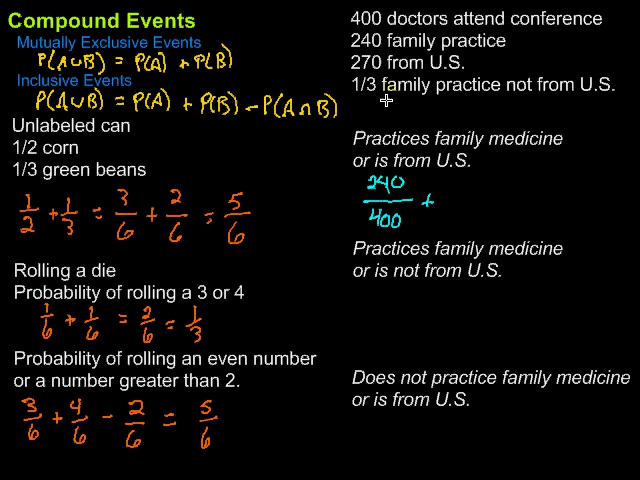 Compound Events
Mutually Exclusive Events
P(A∪B) = P(A) + P(B)
Inclusive Events
P(A∪B) = P(A) + P(B) - P(A∩B)
Unlabeled can
1/2 corn
1/3 green beans
1/2 + 1/3 = 3/6 + 2/6 = 5/6
Rolling a die
Probability of rolling a 3 or 4
1/6 + 1/6 = 2/6 = 1/3
Probability of rolling an even number
or a number greater than 2.
3/6 + 4/6 - 2/6 = 5/6
400 doctors attend conference
240 family practice
270 from U.S.
1/3 family practice not from U.S.
Practices family medicine
or is from U.S.
240/400 +
Practices family medicine
or is not from U.S.
Does not practice family medicine
or is from U.S.